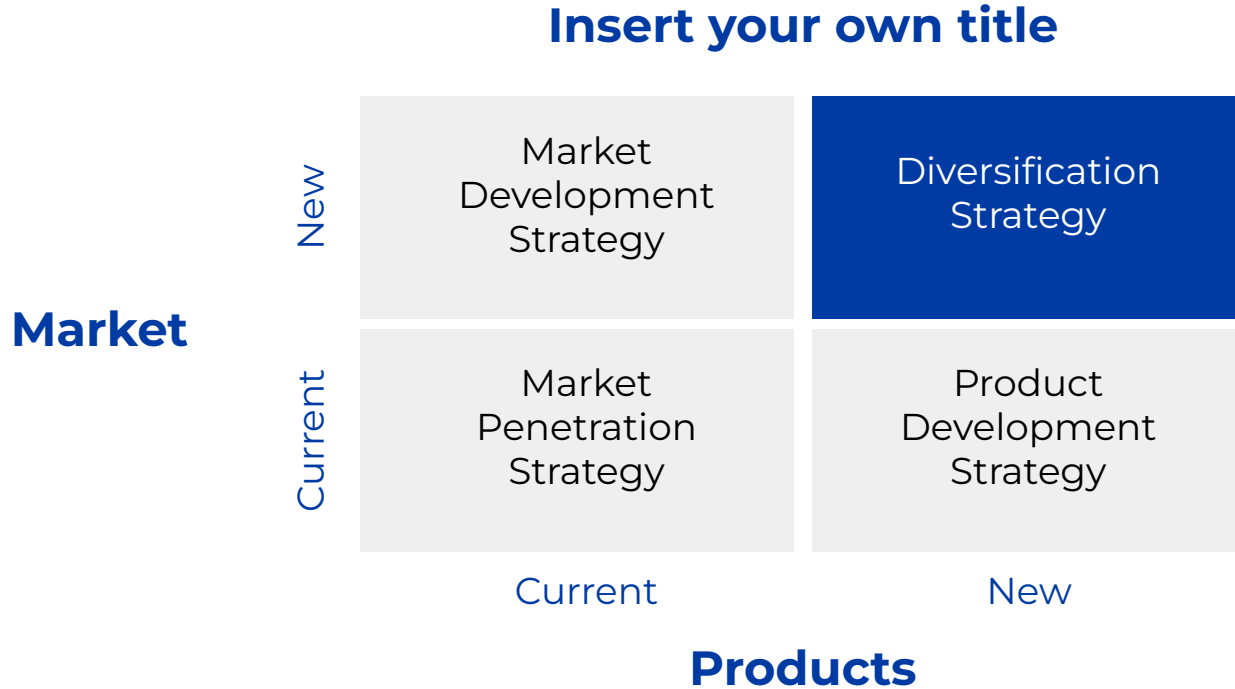 Insert your own title
New
Market
Development
Strategy
Diversification
Strategy
Market
Current
Market
Penetration
Strategy
Product
Development
Strategy
Current
New
Products